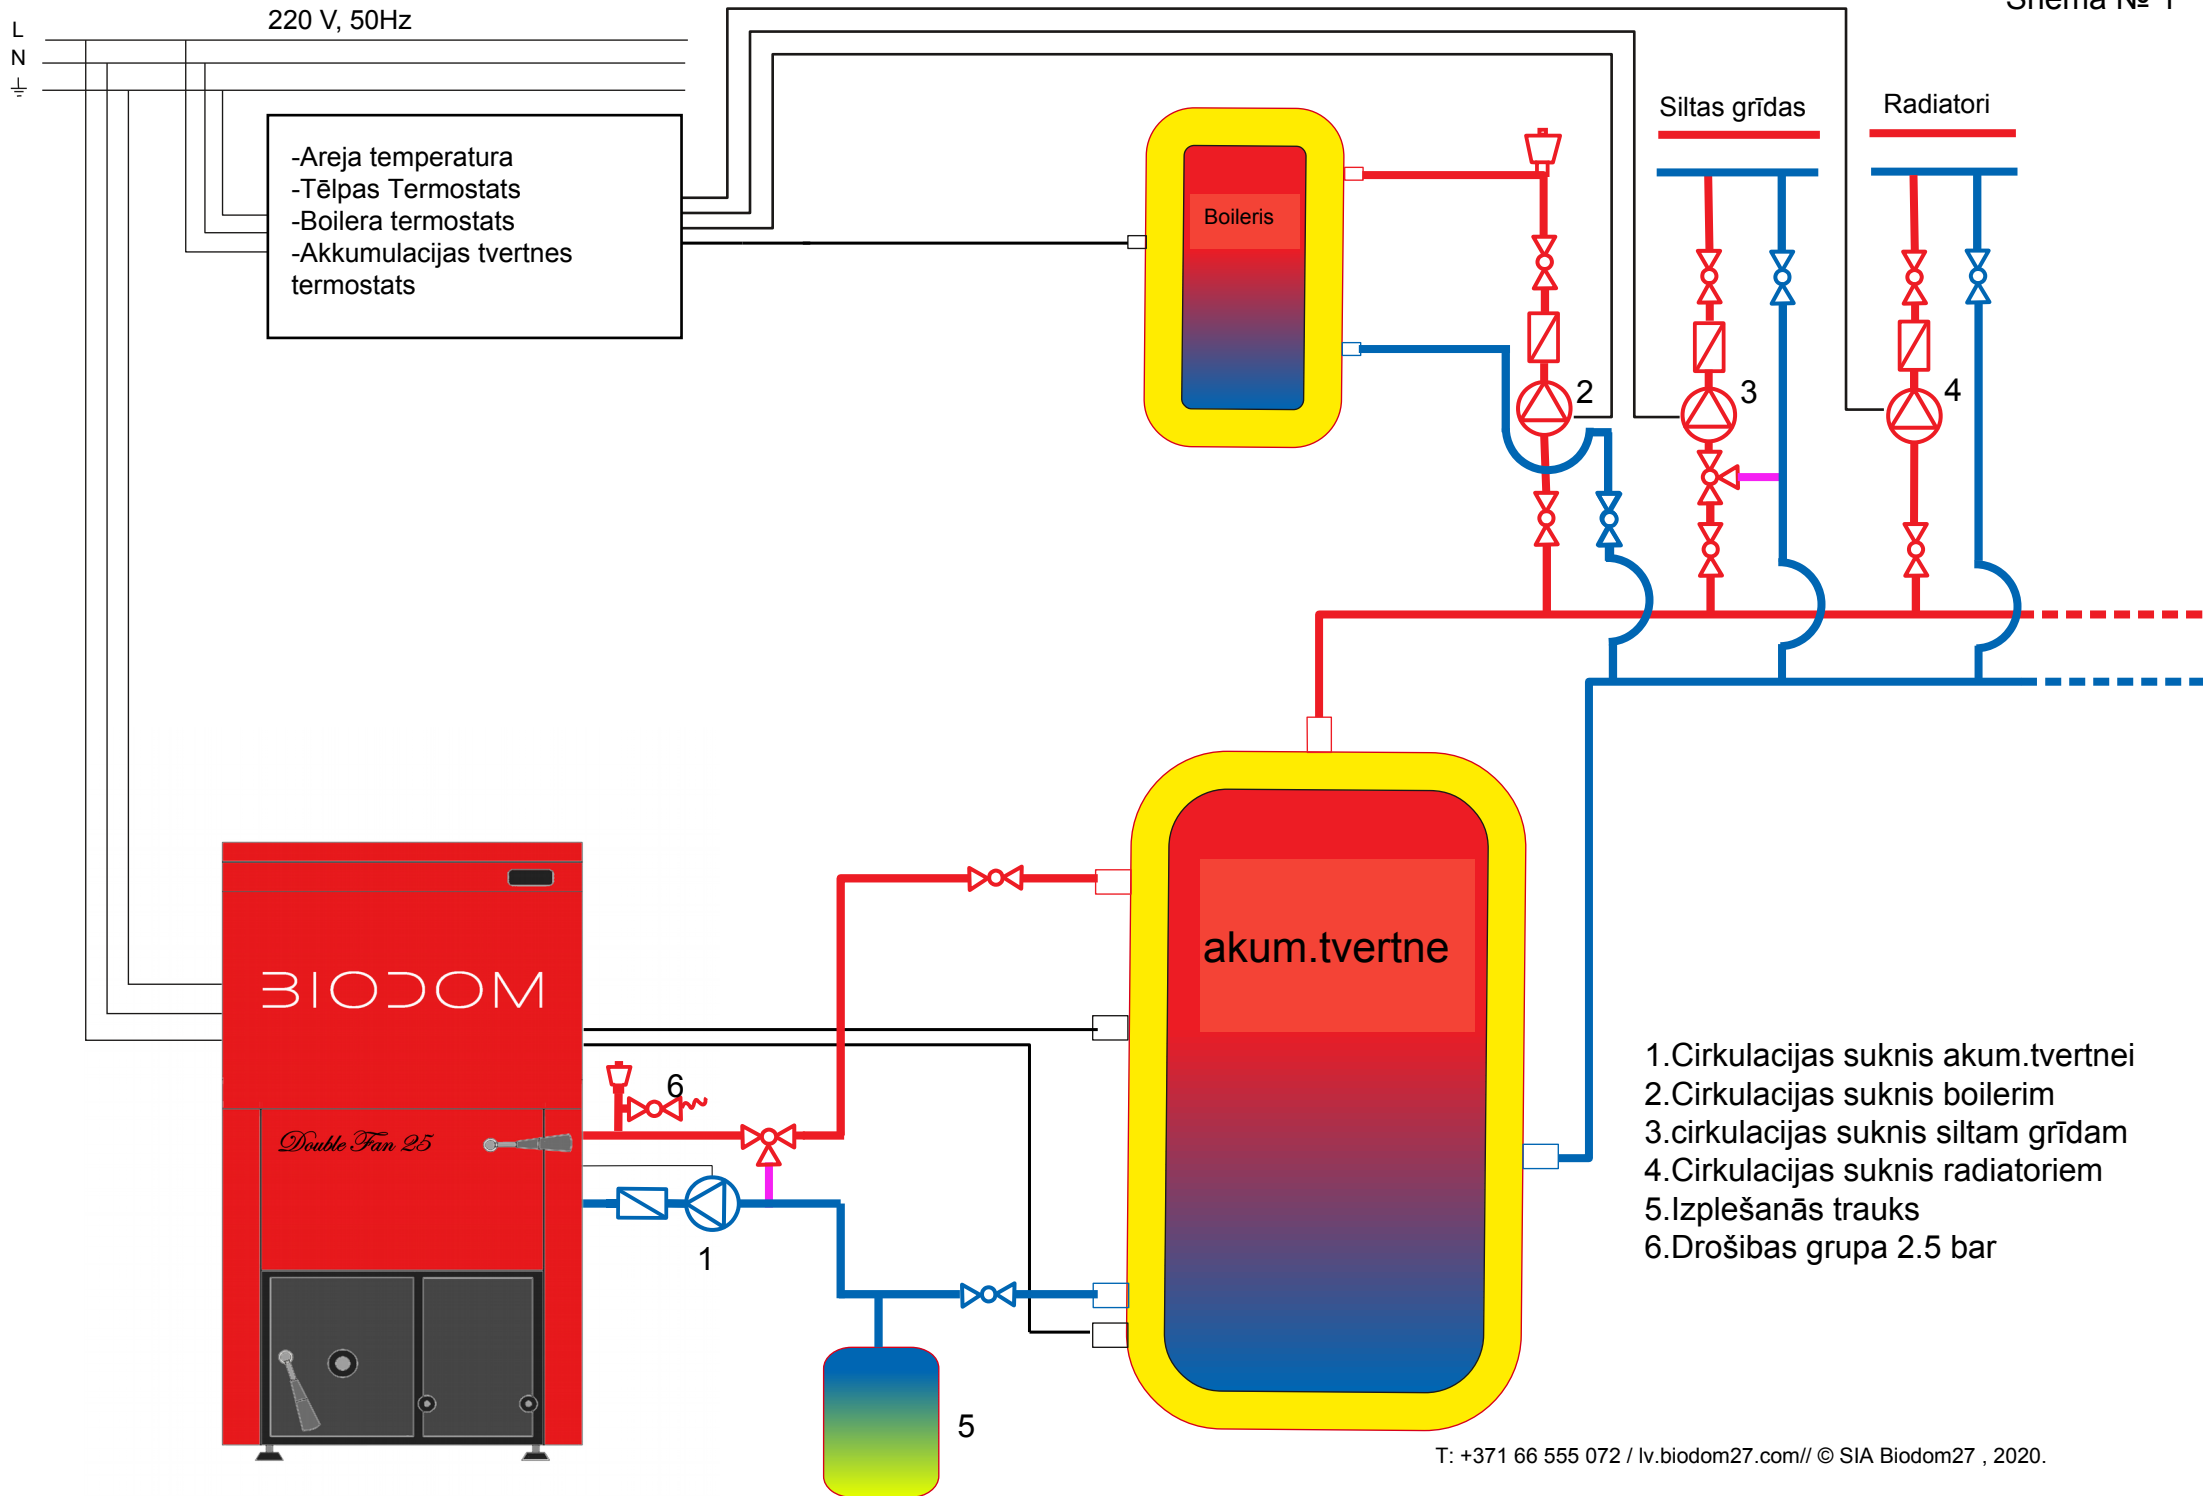 Shema № 1
220 V, 50Hz
L
N
-Areja temperatura
-Tēlpas Termostats
-Boilera termostats
-Akkumulacijas tvertnes
termostats
Boileris
Siltas grīdas
Radiatori
2
3
4
akum.tvertne
BIODOM
Double Fan 25
6
1
5
1.Cirkulacijas suknis akum.tvertnei
2.Cirkulacijas suknis boilerim
3.cirkulacijas suknis siltam grīdam
4.Cirkulacijas suknis radiatoriem
5.Izplešanās trauks
6.Drošibas grupa 2.5 bar
T: +371 66 555 072 / lv.biodom27.com// © SIA Biodom27 , 2020.